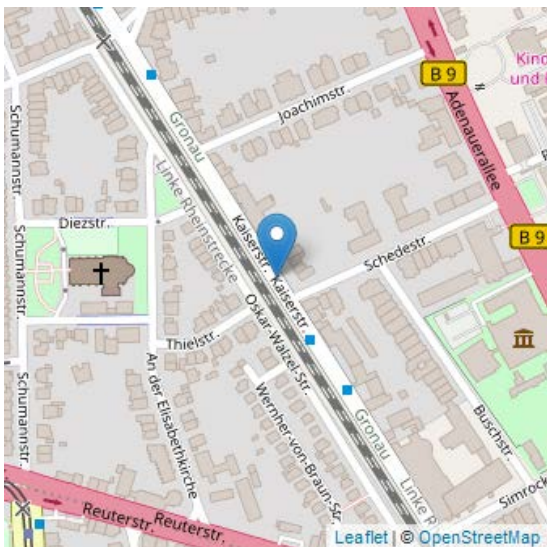 Kind
und
B 9
Adenauerallee
Joachimstr.
Gronau
Schumannstr.
Linke Rheinstrecke
Diezstr.
Kaiserstr.
Kaiserstr
Schedestr.
B 9
Schumannstr.
Oskar-Walzel-Str.
Thielstr.
An der Elisabethkirche
Wernher-von-Braun-Str.
Gronau
Buschstr.
Schumannstr.
Linke R
Simrock
Reuterstr.
Reuterstr.
Leaflet | © OpenStreetMap